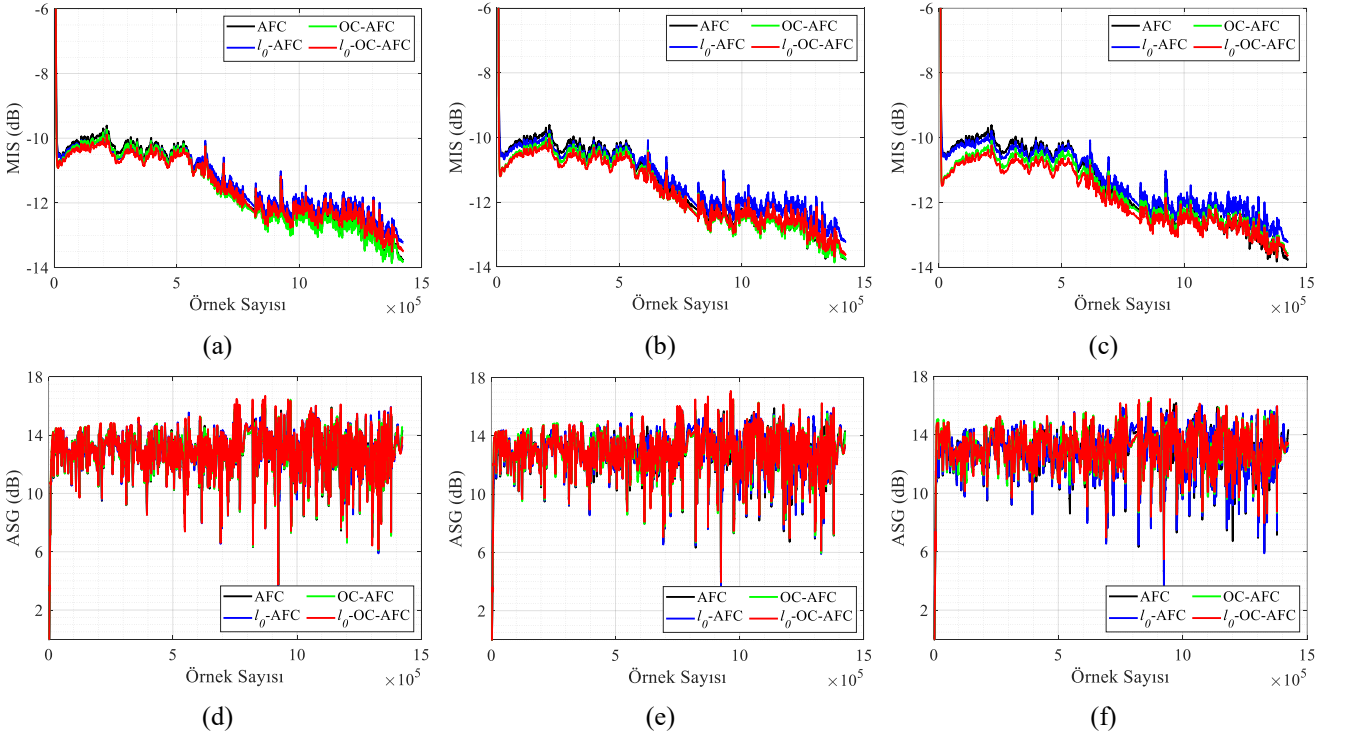 -6
-8
-10
-12
-14
MIS (dB)
AFC
OC-AFC
l0-AFC
l0-OC-AFC
0
5
10
15
Örnek Sayısı
×10^5
(a)
-6
-8
-10
-12
-14
MIS (dB)
AFC
OC-AFC
l0-AFC
l0-OC-AFC
0
5
10
15
Örnek Sayısı
×10^5
(b)
-6
-8
-10
-12
-14
MIS (dB)
AFC
OC-AFC
l0-AFC
l0-OC-AFC
0
5
10
15
Örnek Sayısı
×10^5
(c)
18
14
10
6
2
ASG (dB)
AFC
OC-AFC
l0-AFC
l0-OC-AFC
0
5
10
15
Örnek Sayısı
×10^5
(d)
18
14
10
6
2
ASG (dB)
AFC
OC-AFC
l0-AFC
l0-OC-AFC
0
5
10
15
Örnek Sayısı
×10^5
(e)
18
14
10
6
2
ASG (dB)
AFC
OC-AFC
l0-AFC
l0-OC-AFC
0
5
10
15
Örnek Sayısı
×10^5
(f)